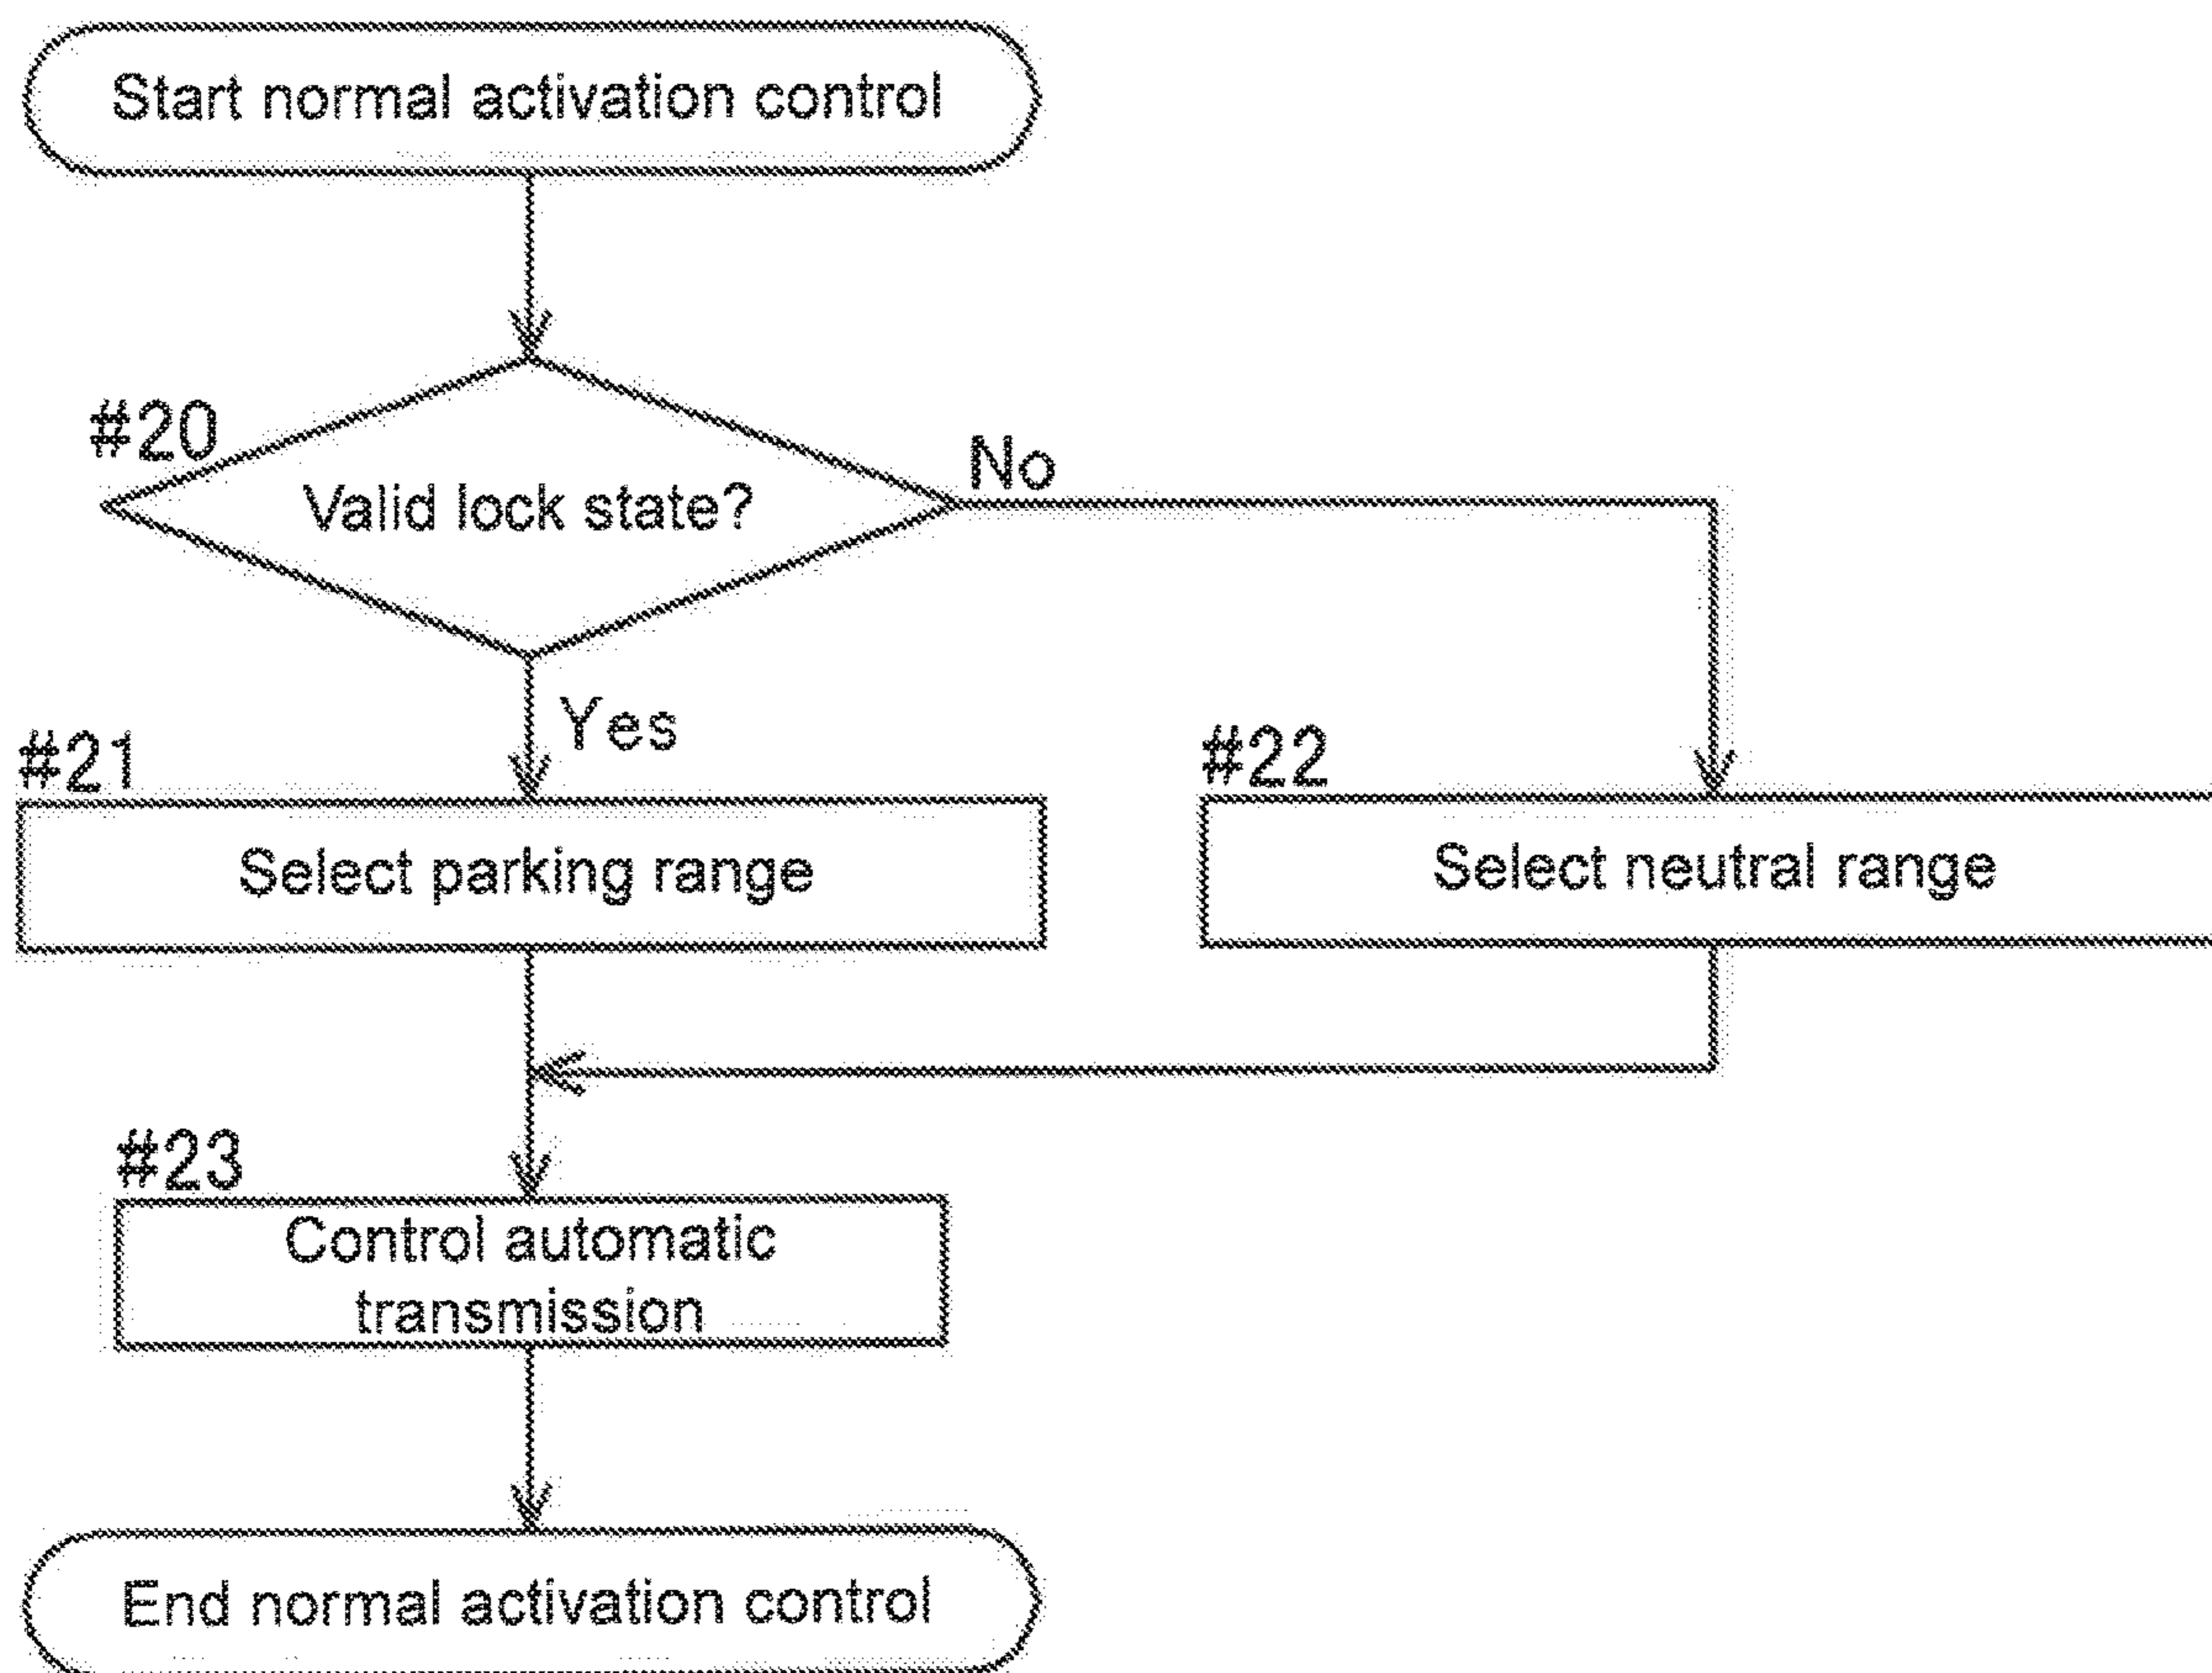 Start normal activation control
#20
No
Valid lock state?
Yes
#21
#22
Select parking range
Select neutral range
#23
Control automatic
transmission
End normal activation control